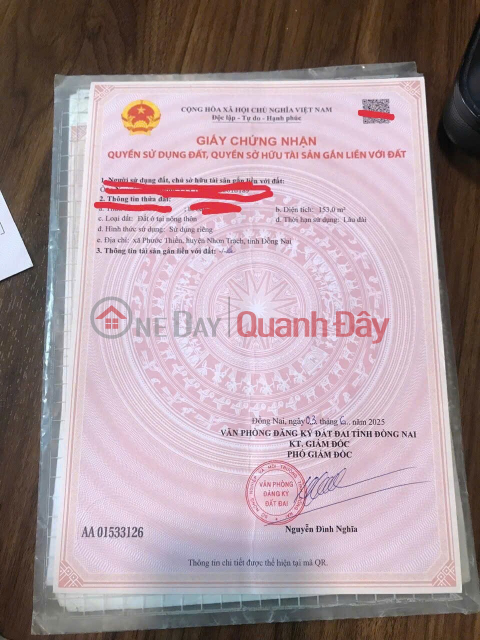 CỘNG HÒA XÃ HỘI CHỦ NGHĨA VIỆT NAM
Độc lập - Tự do - Hạnh phúc
GIẤY CHỨNG NHẬN
QUYỀN SỬ DỤNG ĐẤT, QUYỀN SỞ HỮU TÀI SẢN GẮN LIỀN VỚI ĐẤT
1. Người sử dụng đất, chủ sở hữu tài sản gắn liền với đất:
2. Thông tin thửa đất:
b. Diện tích: 153,0 m²
c. Loại đất: Đất ở tại nông thôn d. Thời hạn sử dụng: Lâu dài
đ. Hình thức sử dụng: Sử dụng riêng
e. Địa chỉ: xã Phước Thiền, huyện Nhơn Trạch, tỉnh Đồng Nai
3. Thông tin tài sản gắn liền với đất: -/-
ONEDAY Quanh Đây
Đồng Nai, ngày 03 tháng 6 năm 2025
VĂN PHÒNG ĐĂNG KÝ ĐẤT ĐAI TỈNH ĐỒNG NAI
KT. GIÁM ĐỐC
PHÓ GIÁM ĐỐC
VĂN PHÒNG
ĐĂNG KÝ
ĐẤT ĐAI
Nguyễn Đình Nghĩa
AA 01533126
Thông tin chi tiết được thể hiện tại mã QR.